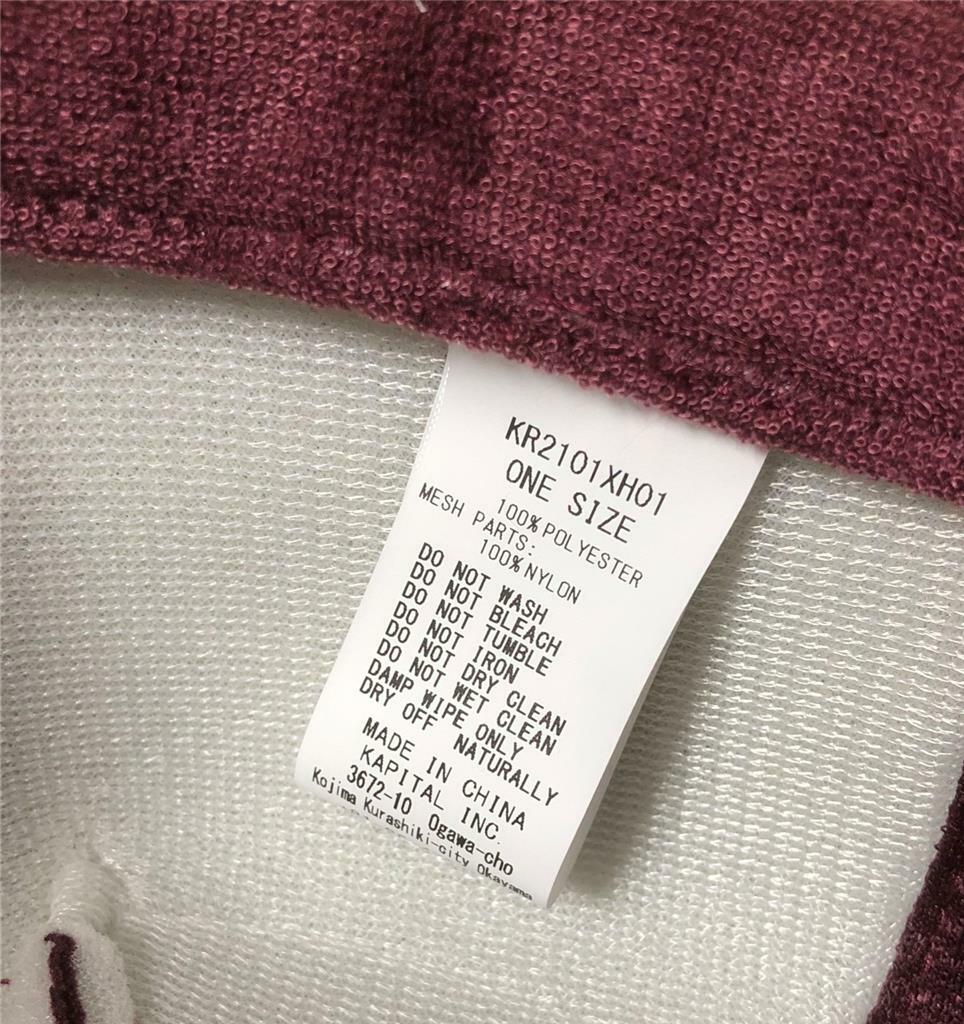 KR2101XH01
ONE SIZE
100%POLYESTER
MESH PARTS:
100%NYLON
DO NOT WASH
DO NOT BLEACH
DO NOT TUMBLE
DO NOT IRON
DO NOT DRY CLEAN
DO NOT WET CLEAN
DAMP WIPE ONLY
DRY OFF NATURALLY
MADE IN CHINA
KAPITAL INC.
3672-10 Ogawa-cho
Kojima Kurashiki-city Okayama